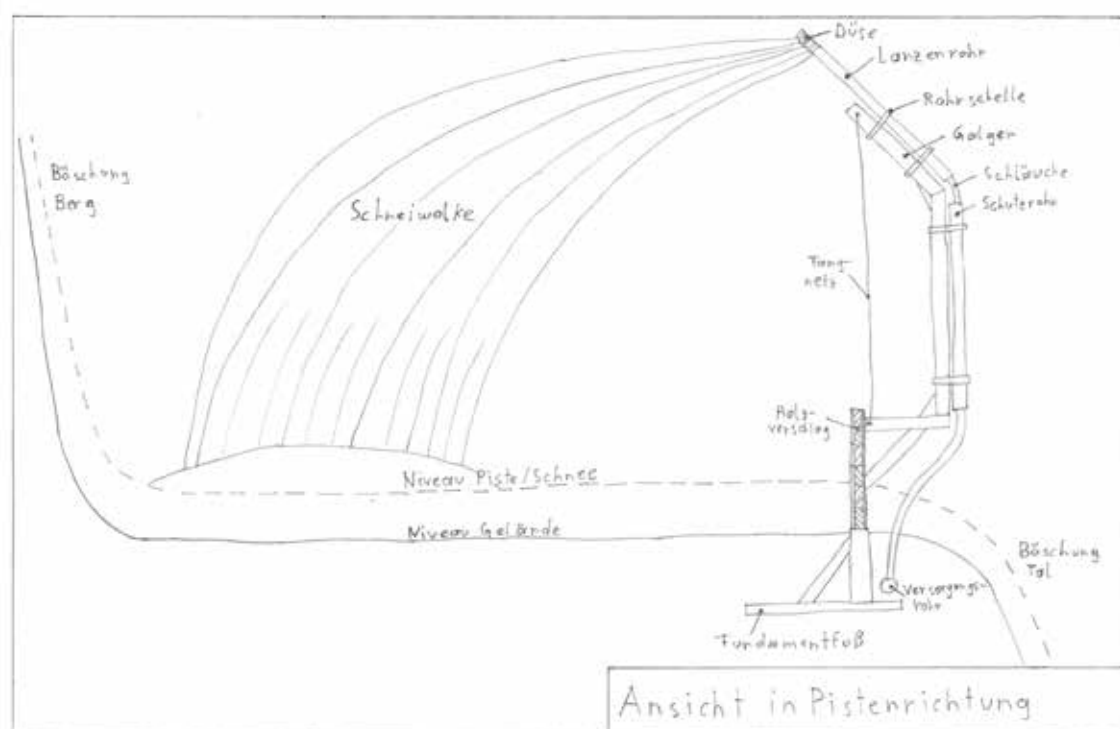 Düse
Lanzenrohr
Rohrschelle
Galgen
Schläuche
Schutzrohr
Böschung
Berg
Schneiwolke
Fang-
netz
Holz-
verschlag
Niveau Piste/Schnee
Niveau Gelände
Böschung
Tal
Versorgungs-
rohr
Fundamentfuß
Ansicht in Pistenrichtung